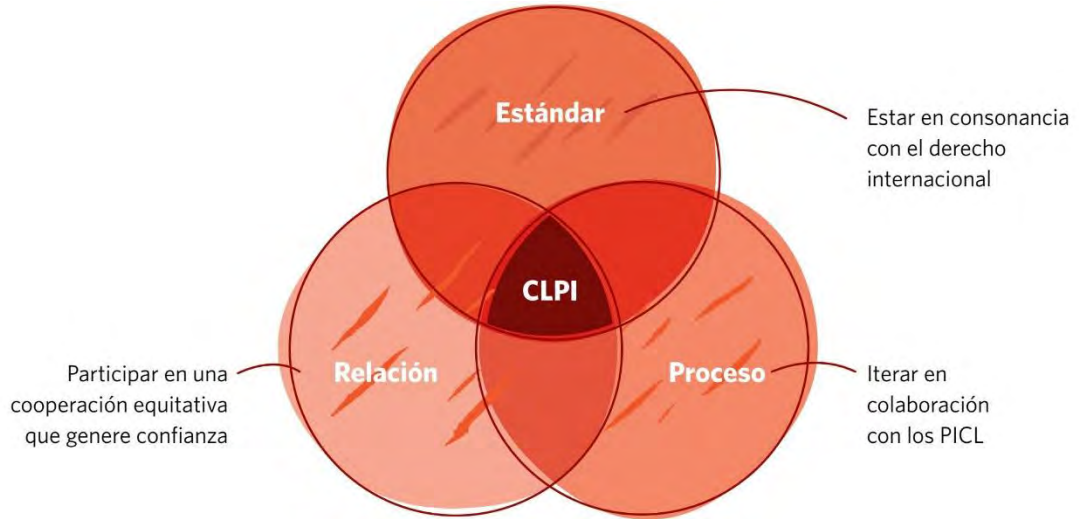 Estándar
Estar en consonancia
con el derecho
internacional
CLPI
Relación
Participar en una
cooperación equitativa
que genere confianza
Proceso
Iterar en
colaboración
con los PICL